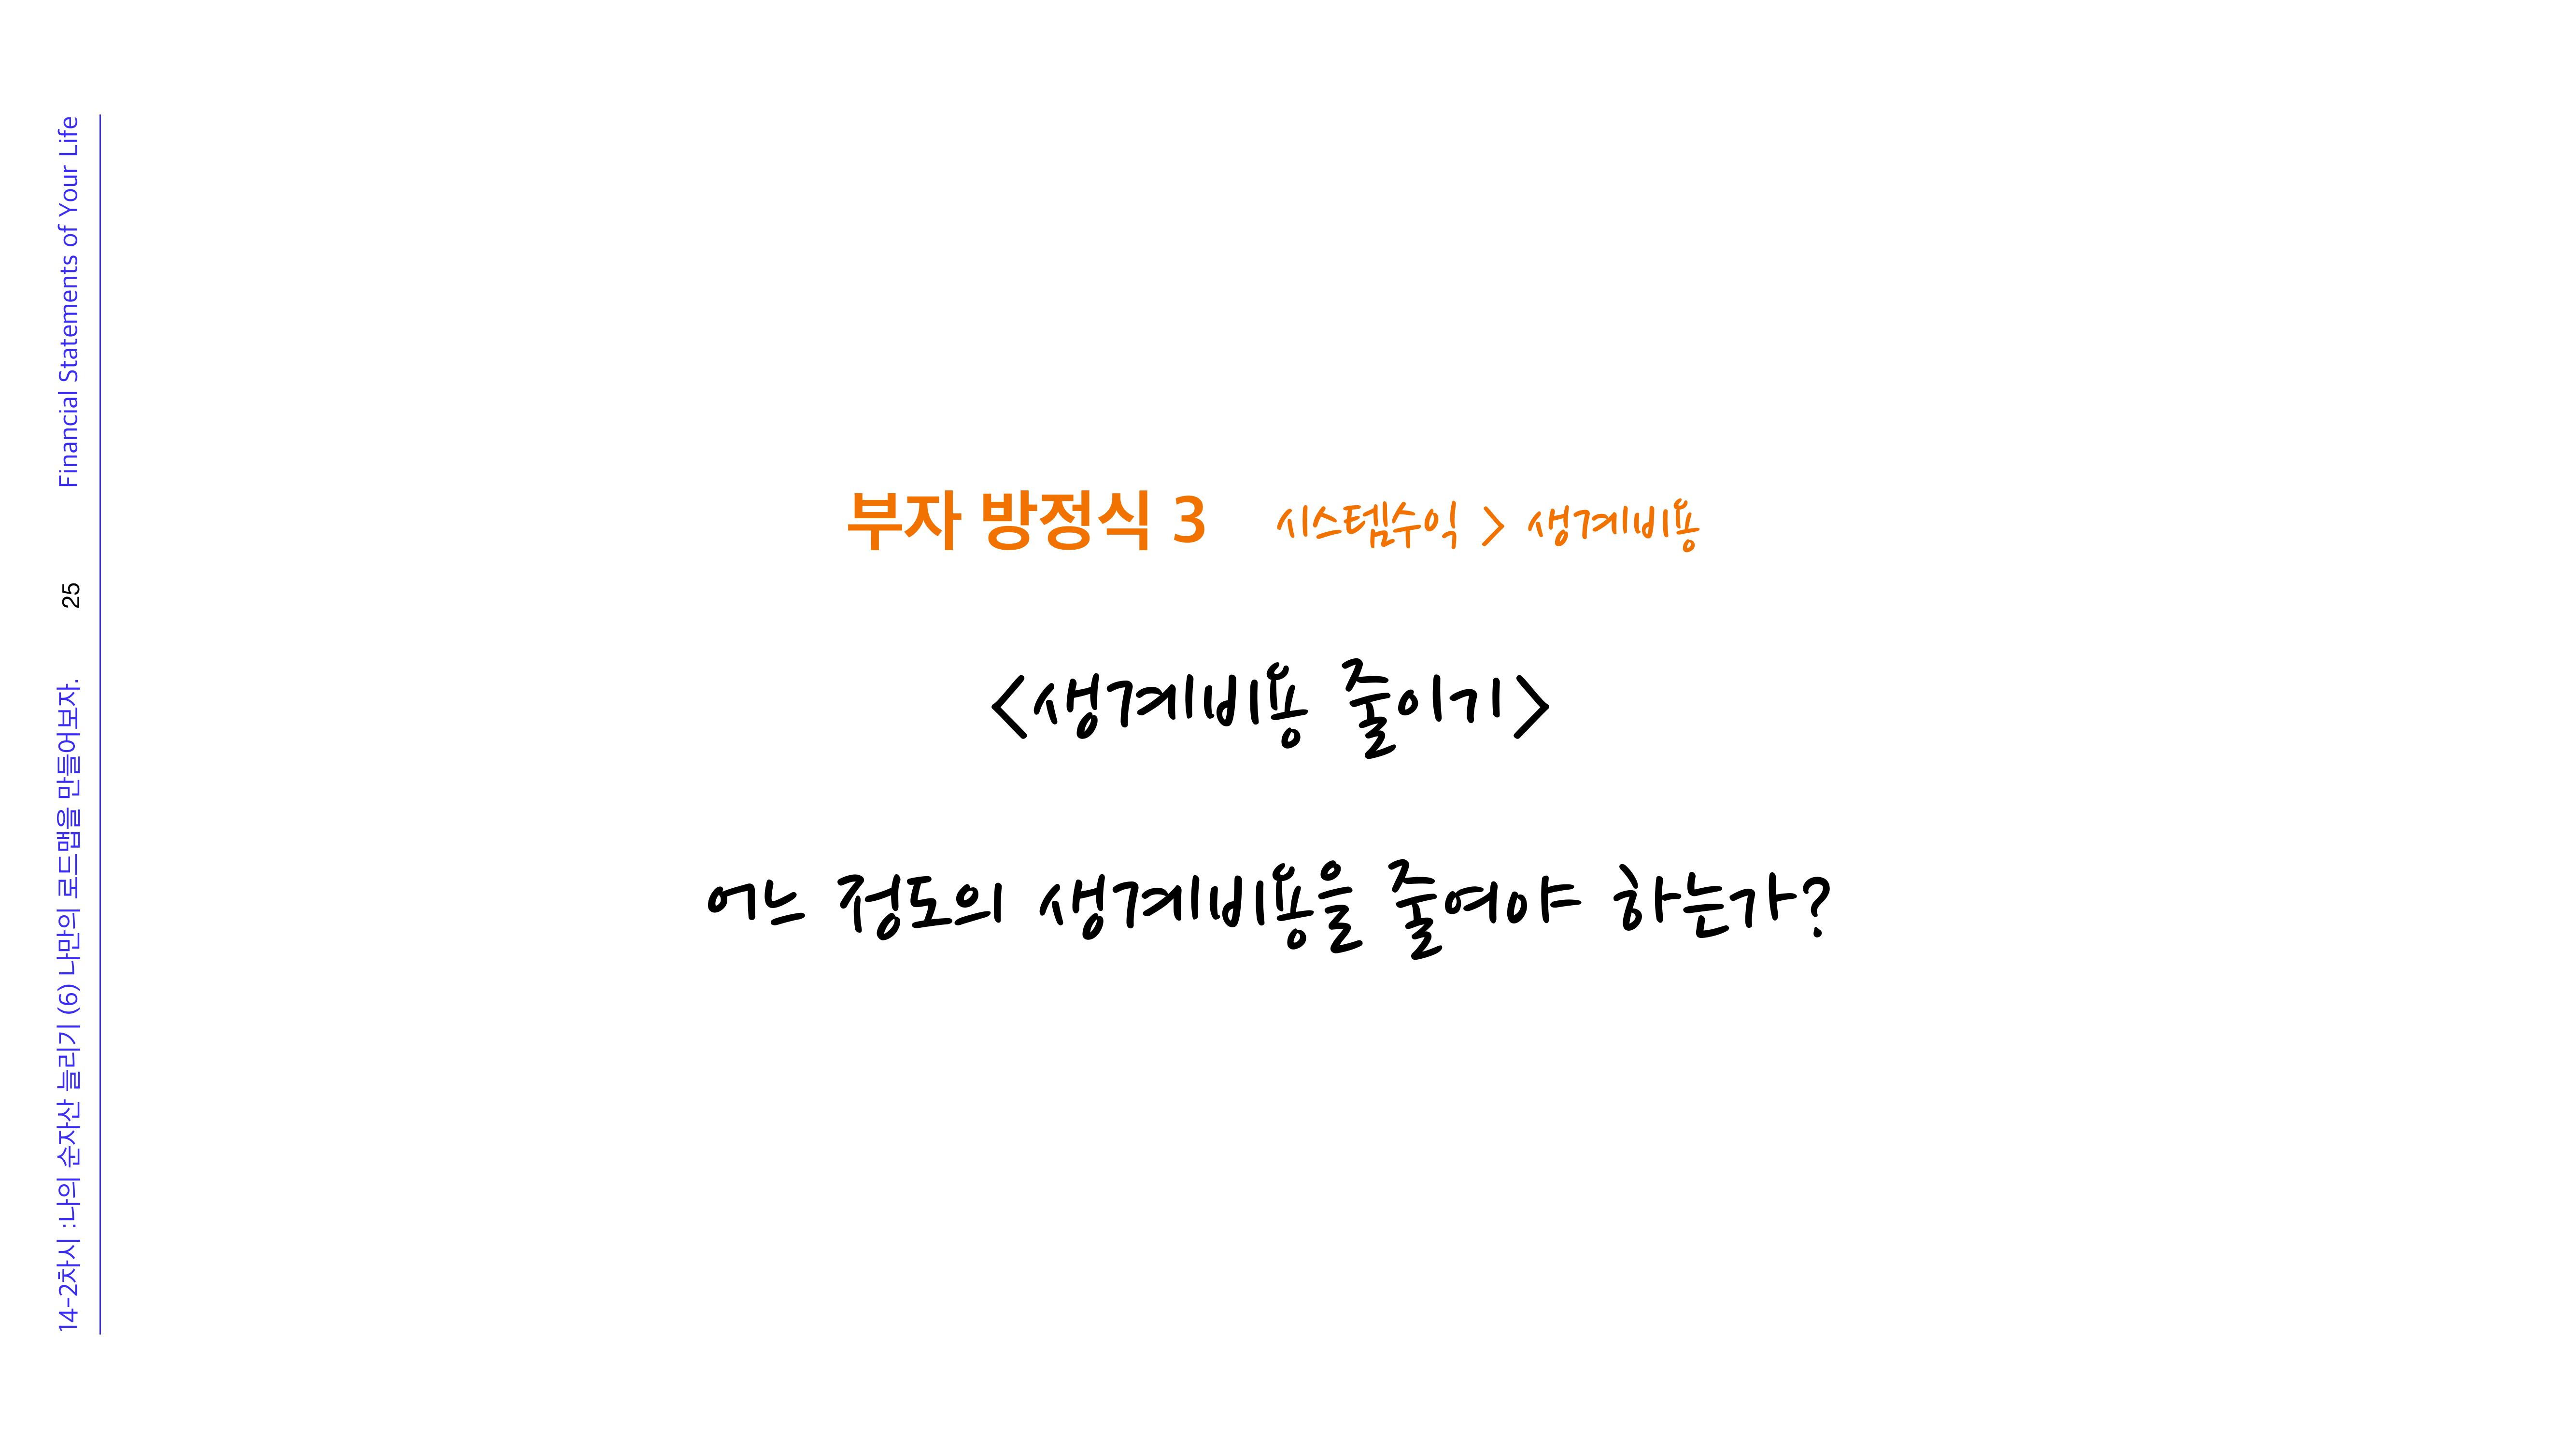 부자 방정식 3 시스템수익 > 생계비용
<생계비용 줄이기>
어느 정도의 생계비용을 줄여야 하는가?
14-2차시 :나의 순자산 늘리기 (6) 나만의 로드맵을 만들어보자. 25 Financial Statements of Your Life